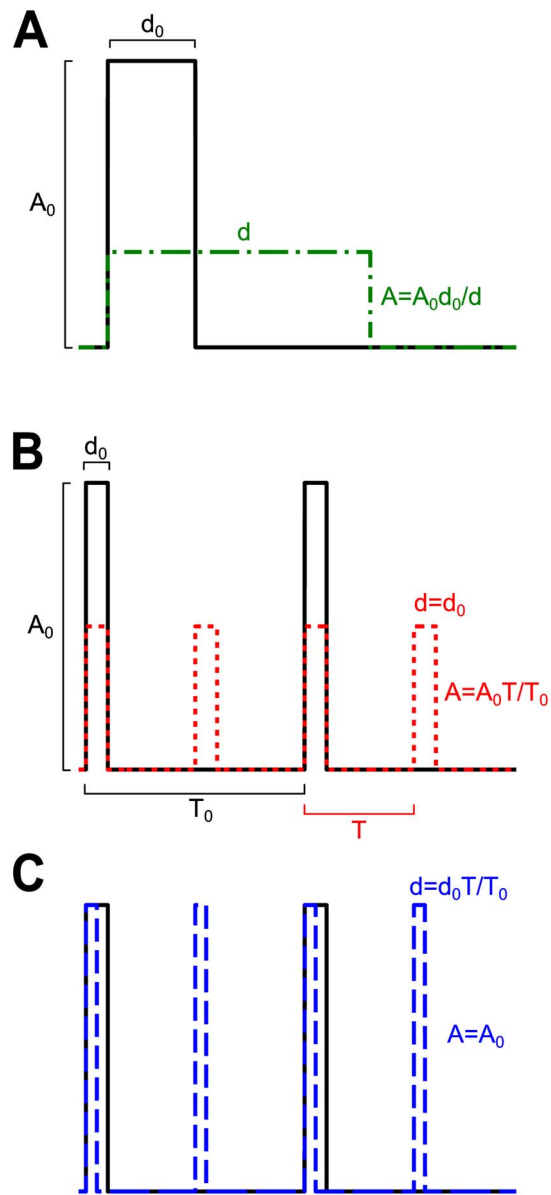 A
d₀
A₀
d
A=A₀d₀/d
B
d₀
A₀
d=d₀
A=A₀T/T₀
T₀
T
C
d=d₀T/T₀
A=A₀